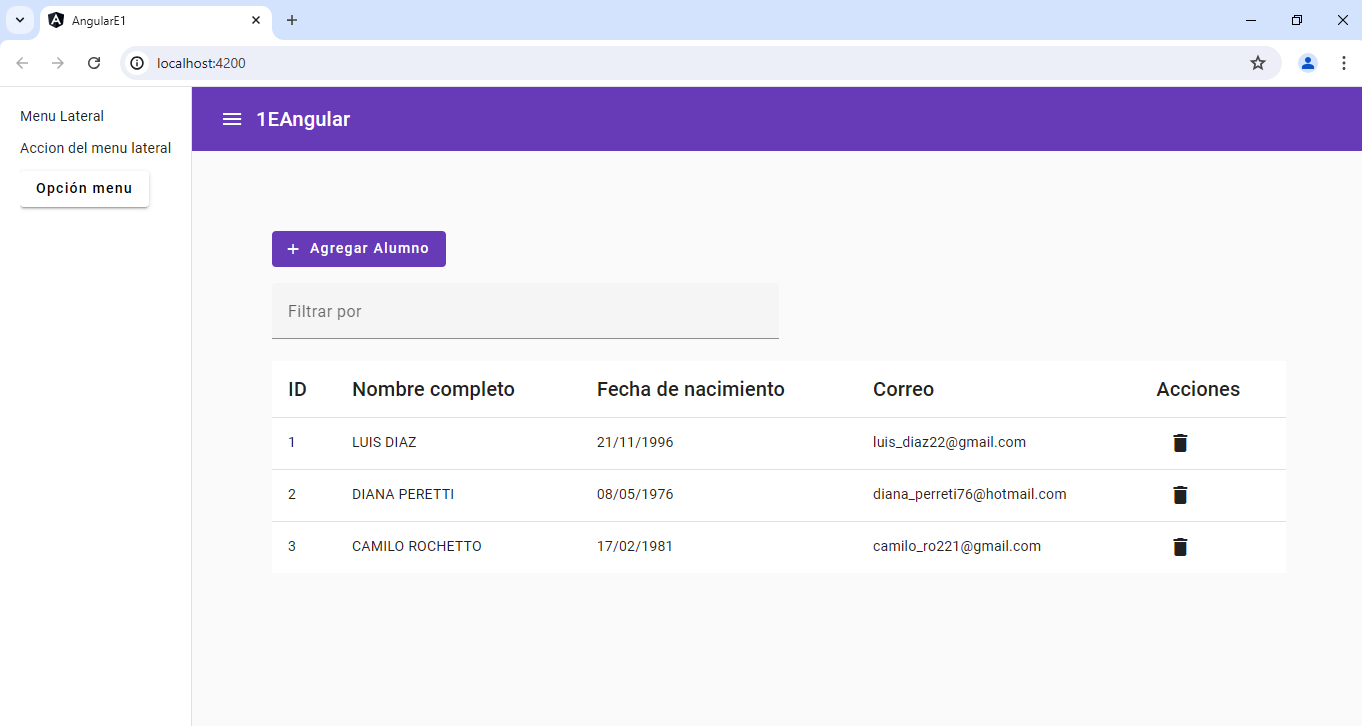 AngularE1
localhost:4200
Menu Lateral
Accion del menu lateral
Opción menu
1EAngular
Agregar Alumno
Filtrar por
ID Nombre completo Fecha de nacimiento Correo Acciones
1 LUIS DIAZ 21/11/1996 luis_diaz22@gmail.com
2 DIANA PERETTI 08/05/1976 diana_perreti76@hotmail.com
3 CAMILO ROCHETTO 17/02/1981 camilo_ro221@gmail.com